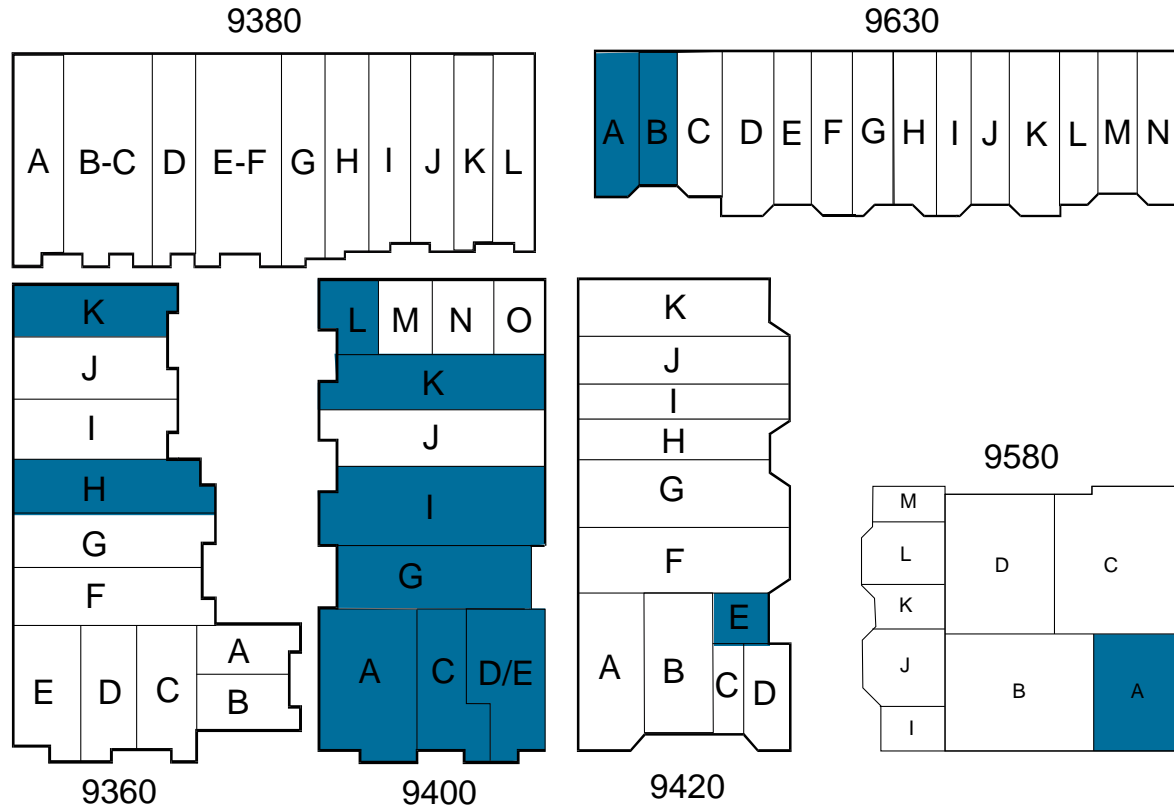 9380
9630
A B-C D E-F G H I J K L
A B C D E F G H I J K L M N
K
J
I
H
G
F
E D C A
B
9360
L M N O
K
J
I
G
A C D/E
9400
K
J
I
H
G
F
E
A B C D
9420
9580
M
L
K
J
I
D C
B A